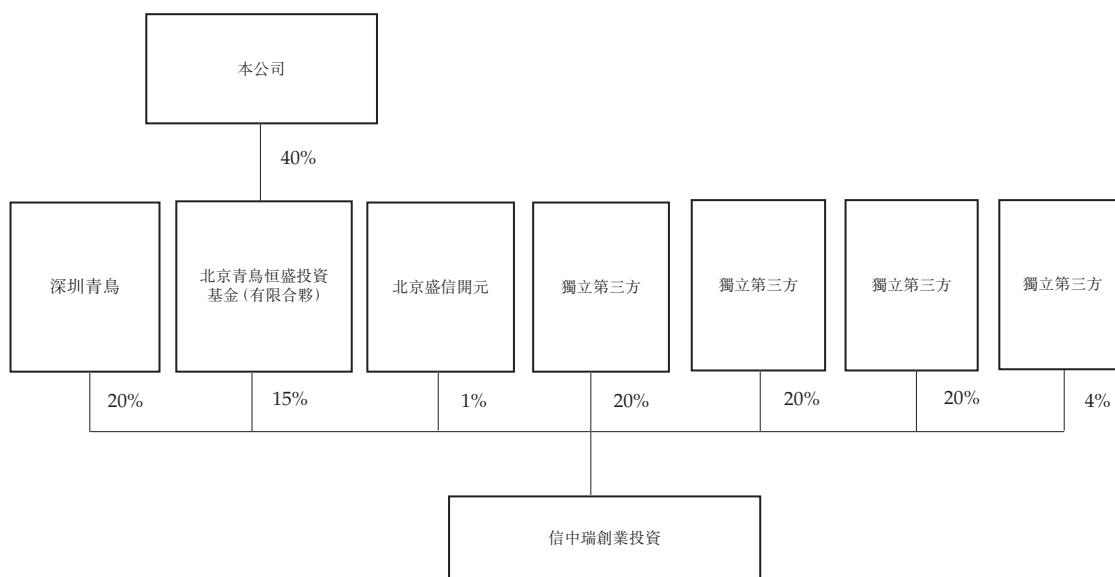 本公司
40%
深圳青鳥
北京青鳥恒盛投資
基金(有限合夥)
北京盛信開元
獨立第三方
獨立第三方
獨立第三方
獨立第三方
20%
15%
1%
20%
20%
20%
4%
信中瑞創業投資